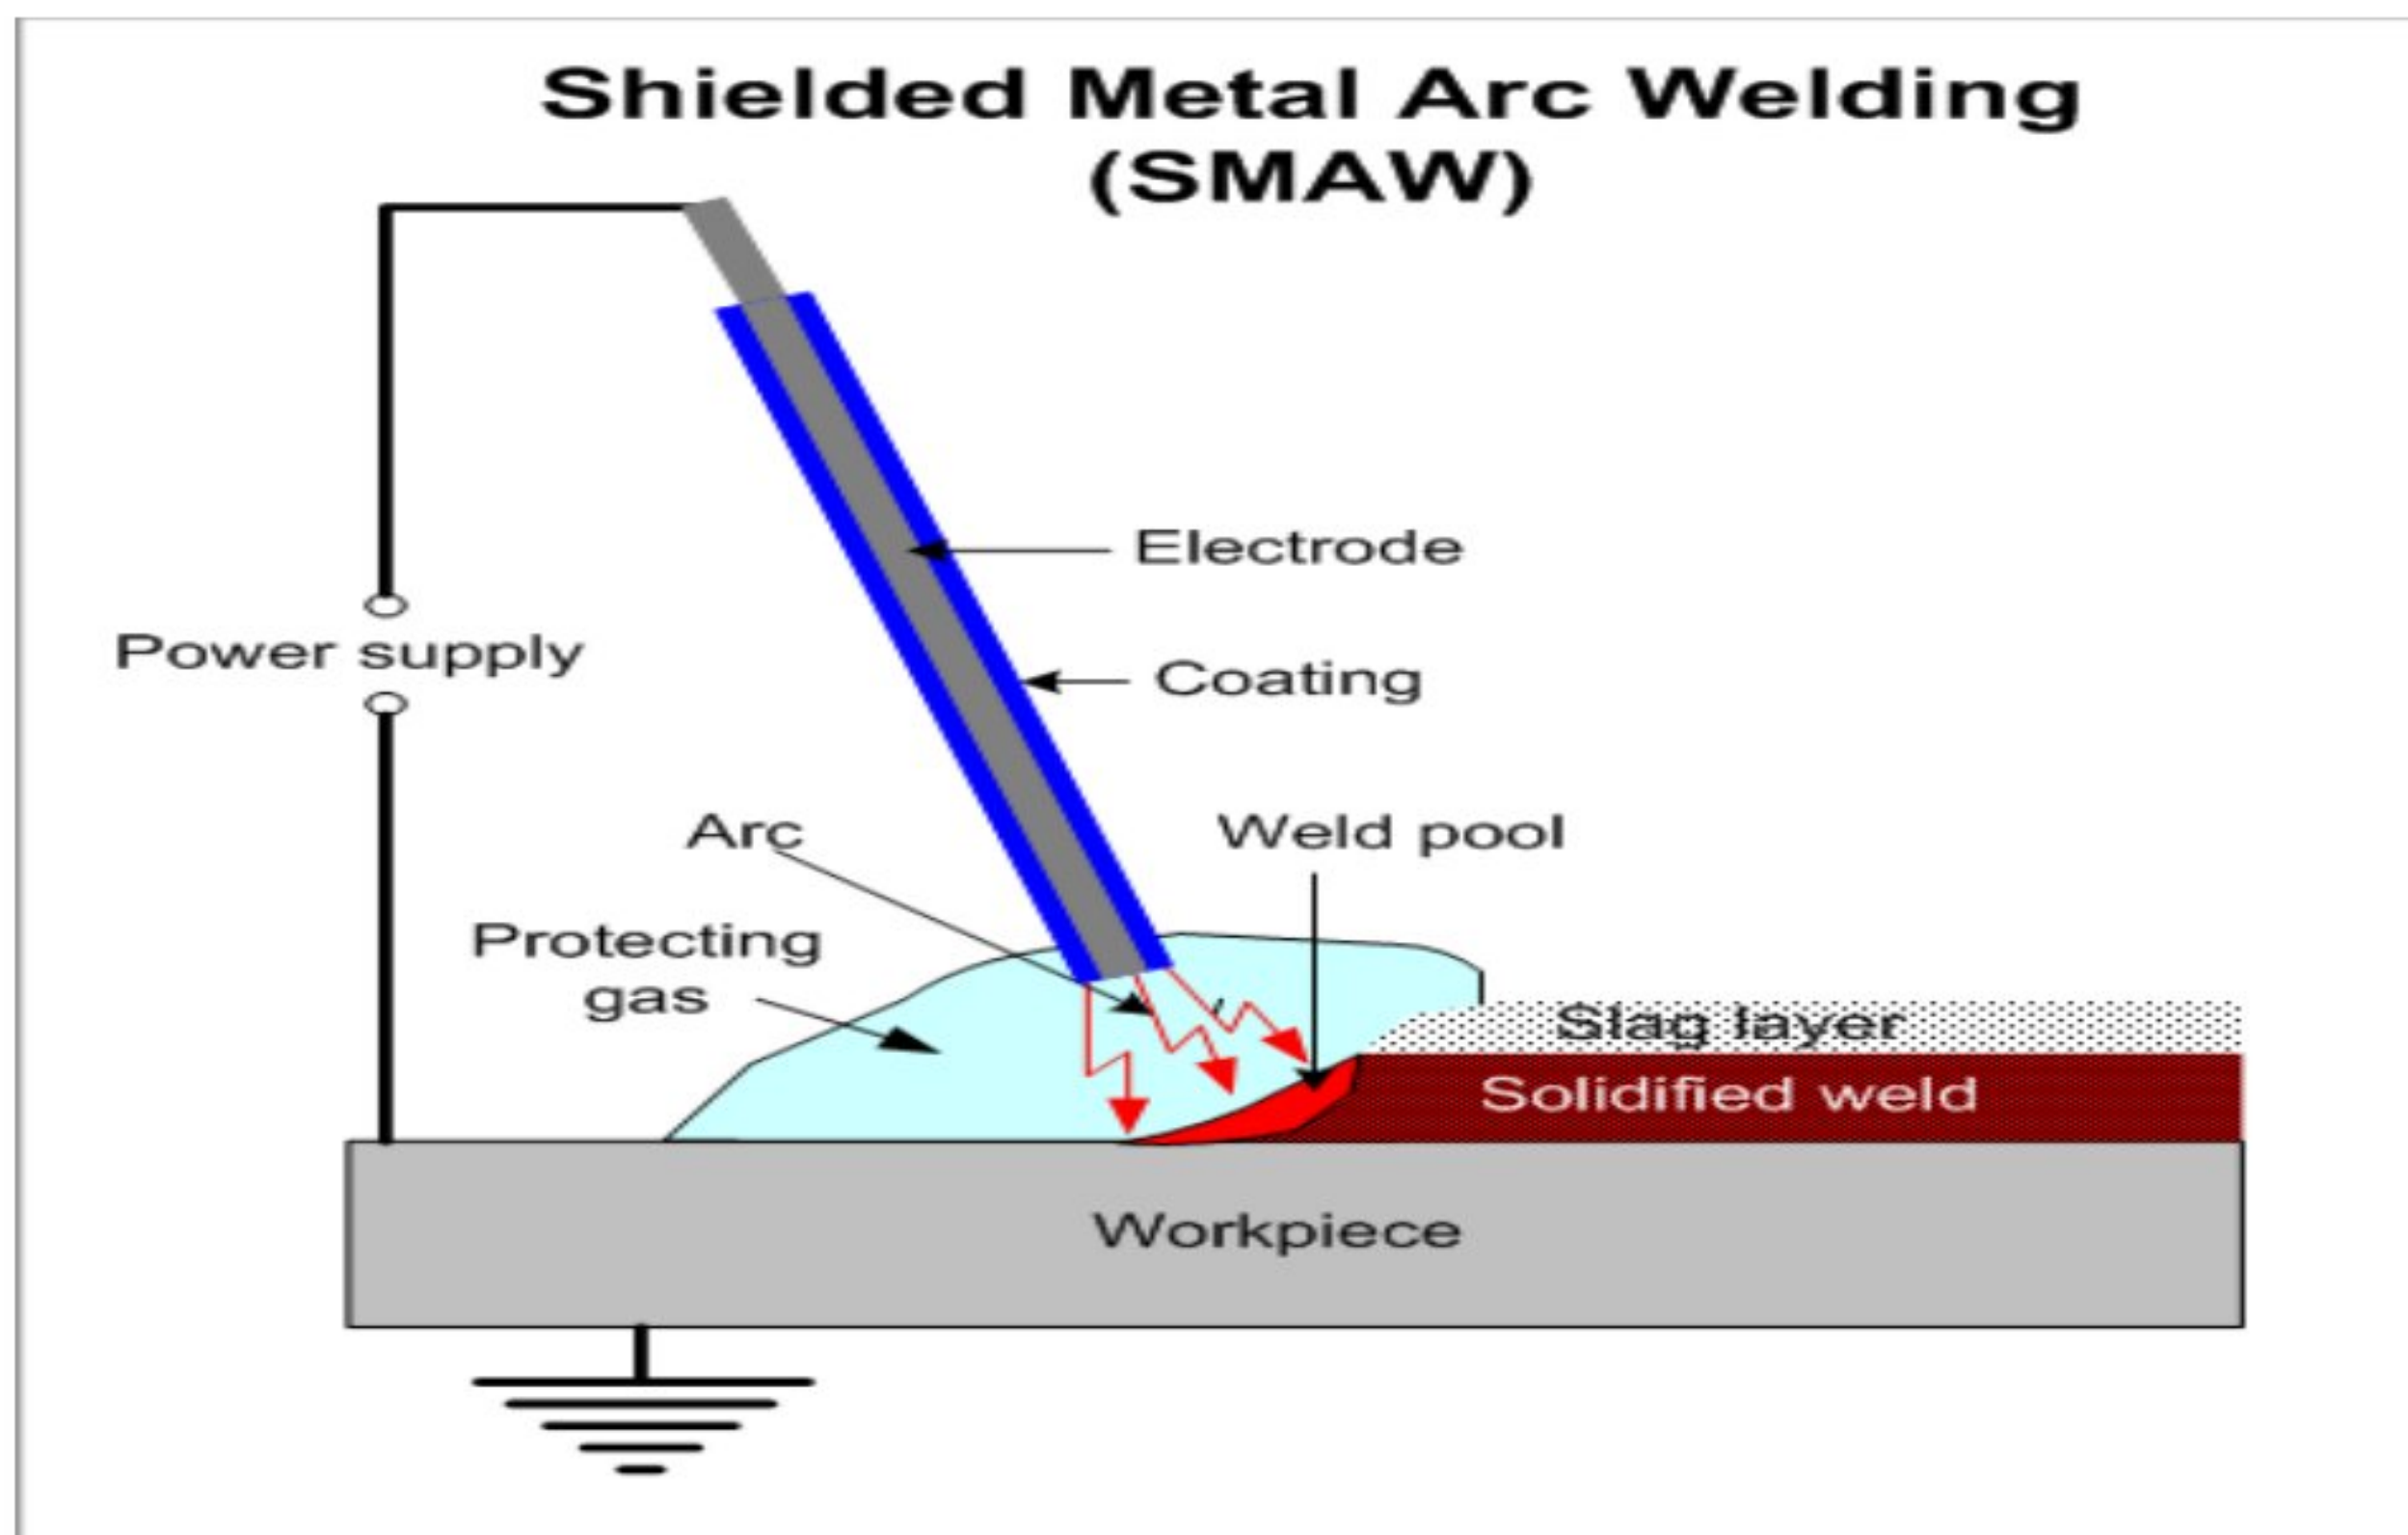 Shielded Metal Arc Welding
(SMAW)
Electrode
Power supply
Coating
Arc
Weld pool
Protecting
gas
Slag layer
Solidified weld
Workpiece